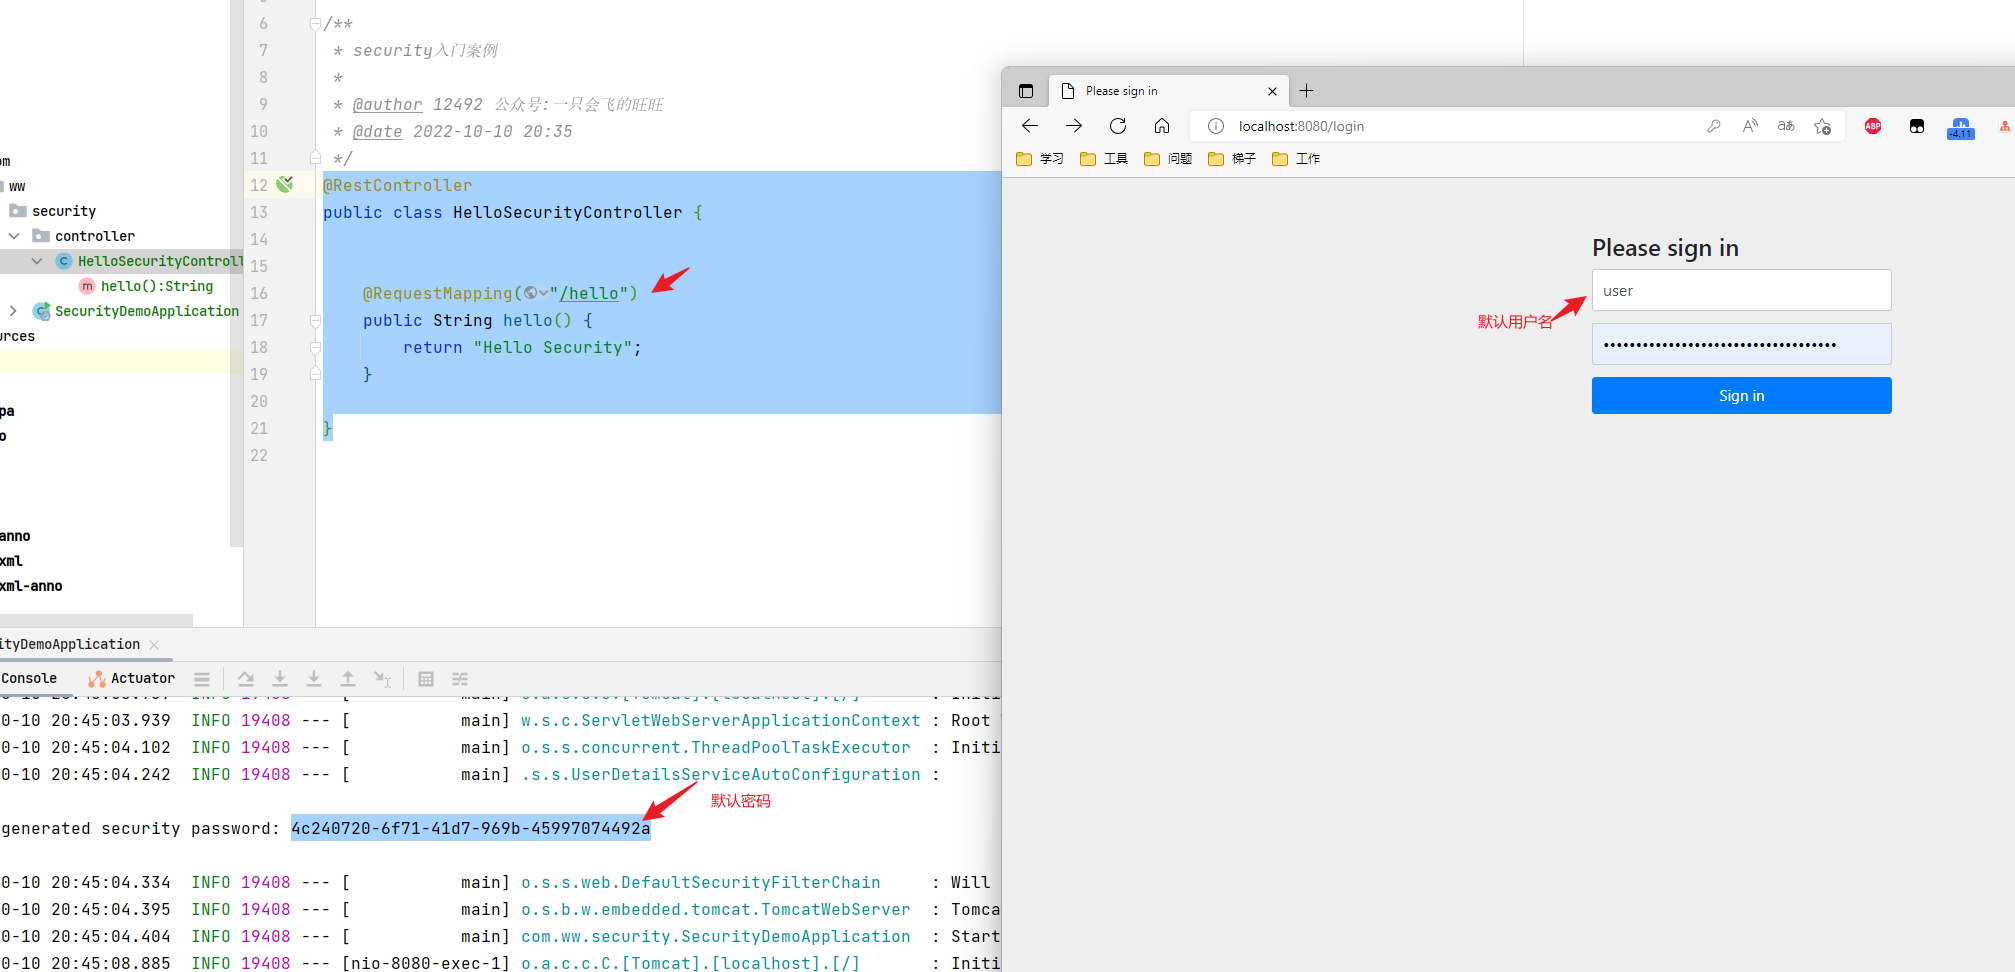 6 /**
7 * security入门案例
8 *
9 * @author 12492 公众号:一只会飞的旺旺
10 * @date 2022-10-10 20:35
11 */
12 @RestController
13 public class HelloSecurityController {
14
15
16 @RequestMapping("/hello")
17 public String hello() {
18 return "Hello Security";
19 }
20
21 }
22
om
ww
security
controller
HelloSecurityControll
hello():String
SecurityDemoApplication
urces
pa
o
anno
xml
xml-anno
Please sign in
localhost:8080/login
ABP
-4.11
学习 工具 问题 梯子 工作
Please sign in
user
默认用户名
••••••••••••••••••••••••••••••••••••
Sign in
ityDemoApplication
Console Actuator
0-10 20:45:03.939 INFO 19408 --- [ main] w.s.c.ServletWebServerApplicationContext : Root
0-10 20:45:04.102 INFO 19408 --- [ main] o.s.s.concurrent.ThreadPoolTaskExecutor : Initi
0-10 20:45:04.242 INFO 19408 --- [ main] .s.s.UserDetailsServiceAutoConfiguration :
默认密码
generated security password: 4c240720-6f71-41d7-969b-45997074492a
0-10 20:45:04.334 INFO 19408 --- [ main] o.s.s.web.DefaultSecurityFilterChain : Will
0-10 20:45:04.395 INFO 19408 --- [ main] o.s.b.w.embedded.tomcat.TomcatWebServer : Tomca
0-10 20:45:04.404 INFO 19408 --- [ main] com.ww.security.SecurityDemoApplication : Start
0-10 20:45:08.885 INFO 19408 --- [nio-8080-exec-1] o.a.c.c.C.[Tomcat].[localhost].[/] : Initi